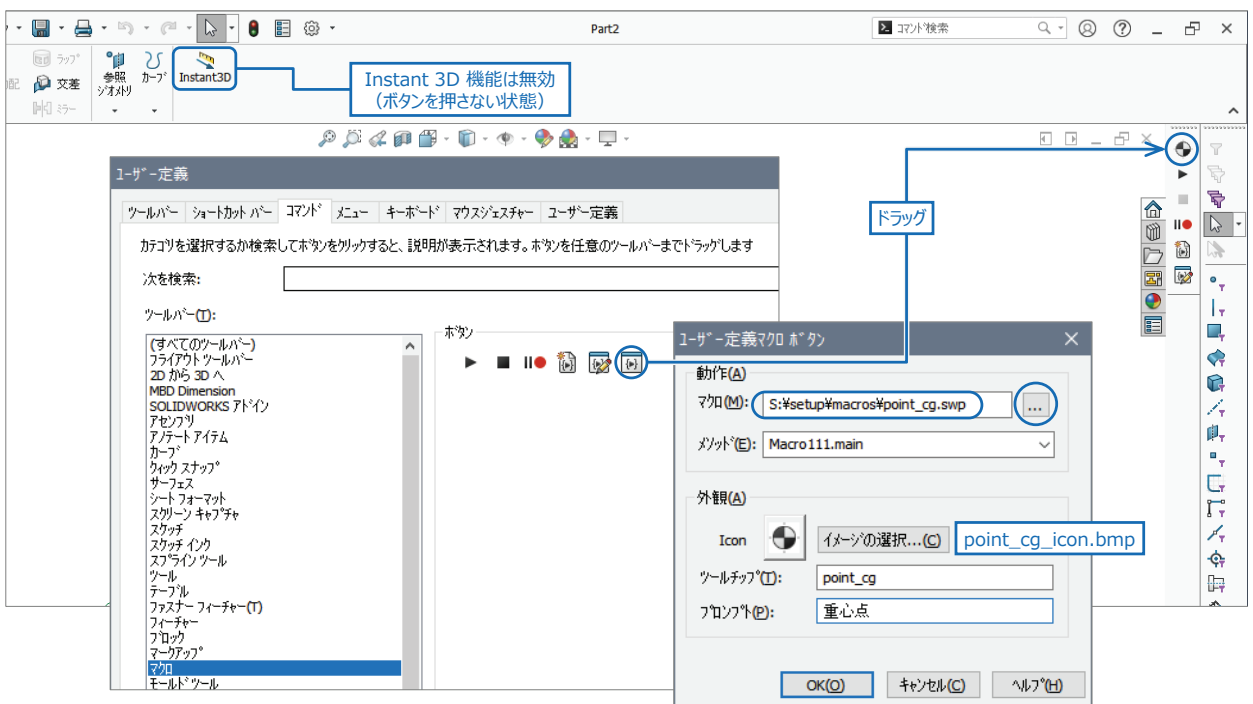 Part2
コマンド検索
ラップ
交差
ミラー
参照
ジオメトリ
カーブ
Instant3D
Instant 3D 機能は無効
（ボタンを押さない状態）
ユーザー定義
ツールバー
ショートカット バー
コマンド
メニュー
キーボード
マウスジェスチャー
ユーザー定義
カテゴリを選択するか検索してボタンをクリックすると、説明が表示されます。ボタンを任意のツールバーまでドラッグします
次を検索:
ツールバー(T):
(すべてのツールバー)
フライアウト ツールバー
2D から 3D へ
MBD Dimension
SOLIDWORKS アドイン
アセンブリ
アノテート アイテム
カーブ
クイック スナップ
サーフェス
シート フォーマット
スクリーン キャプチャ
スケッチ
スケッチ インク
スプライン ツール
ツール
テーブル
ファスナー フィーチャー(T)
フィーチャー
ブロック
マークアップ
マクロ
モールド ツール
ボタン
ドラッグ
ユーザー定義マクロ ボタン
動作(A)
マクロ(M):
S:¥setup¥macros¥point_cg.swp
...
メソッド(E):
Macro111.main
外観(A)
Icon
イメージの選択...(C)
point_cg_icon.bmp
ツールチップ(T):
point_cg
プロンプト(P):
重心点
OK(O)
キャンセル(C)
ヘルプ(H)